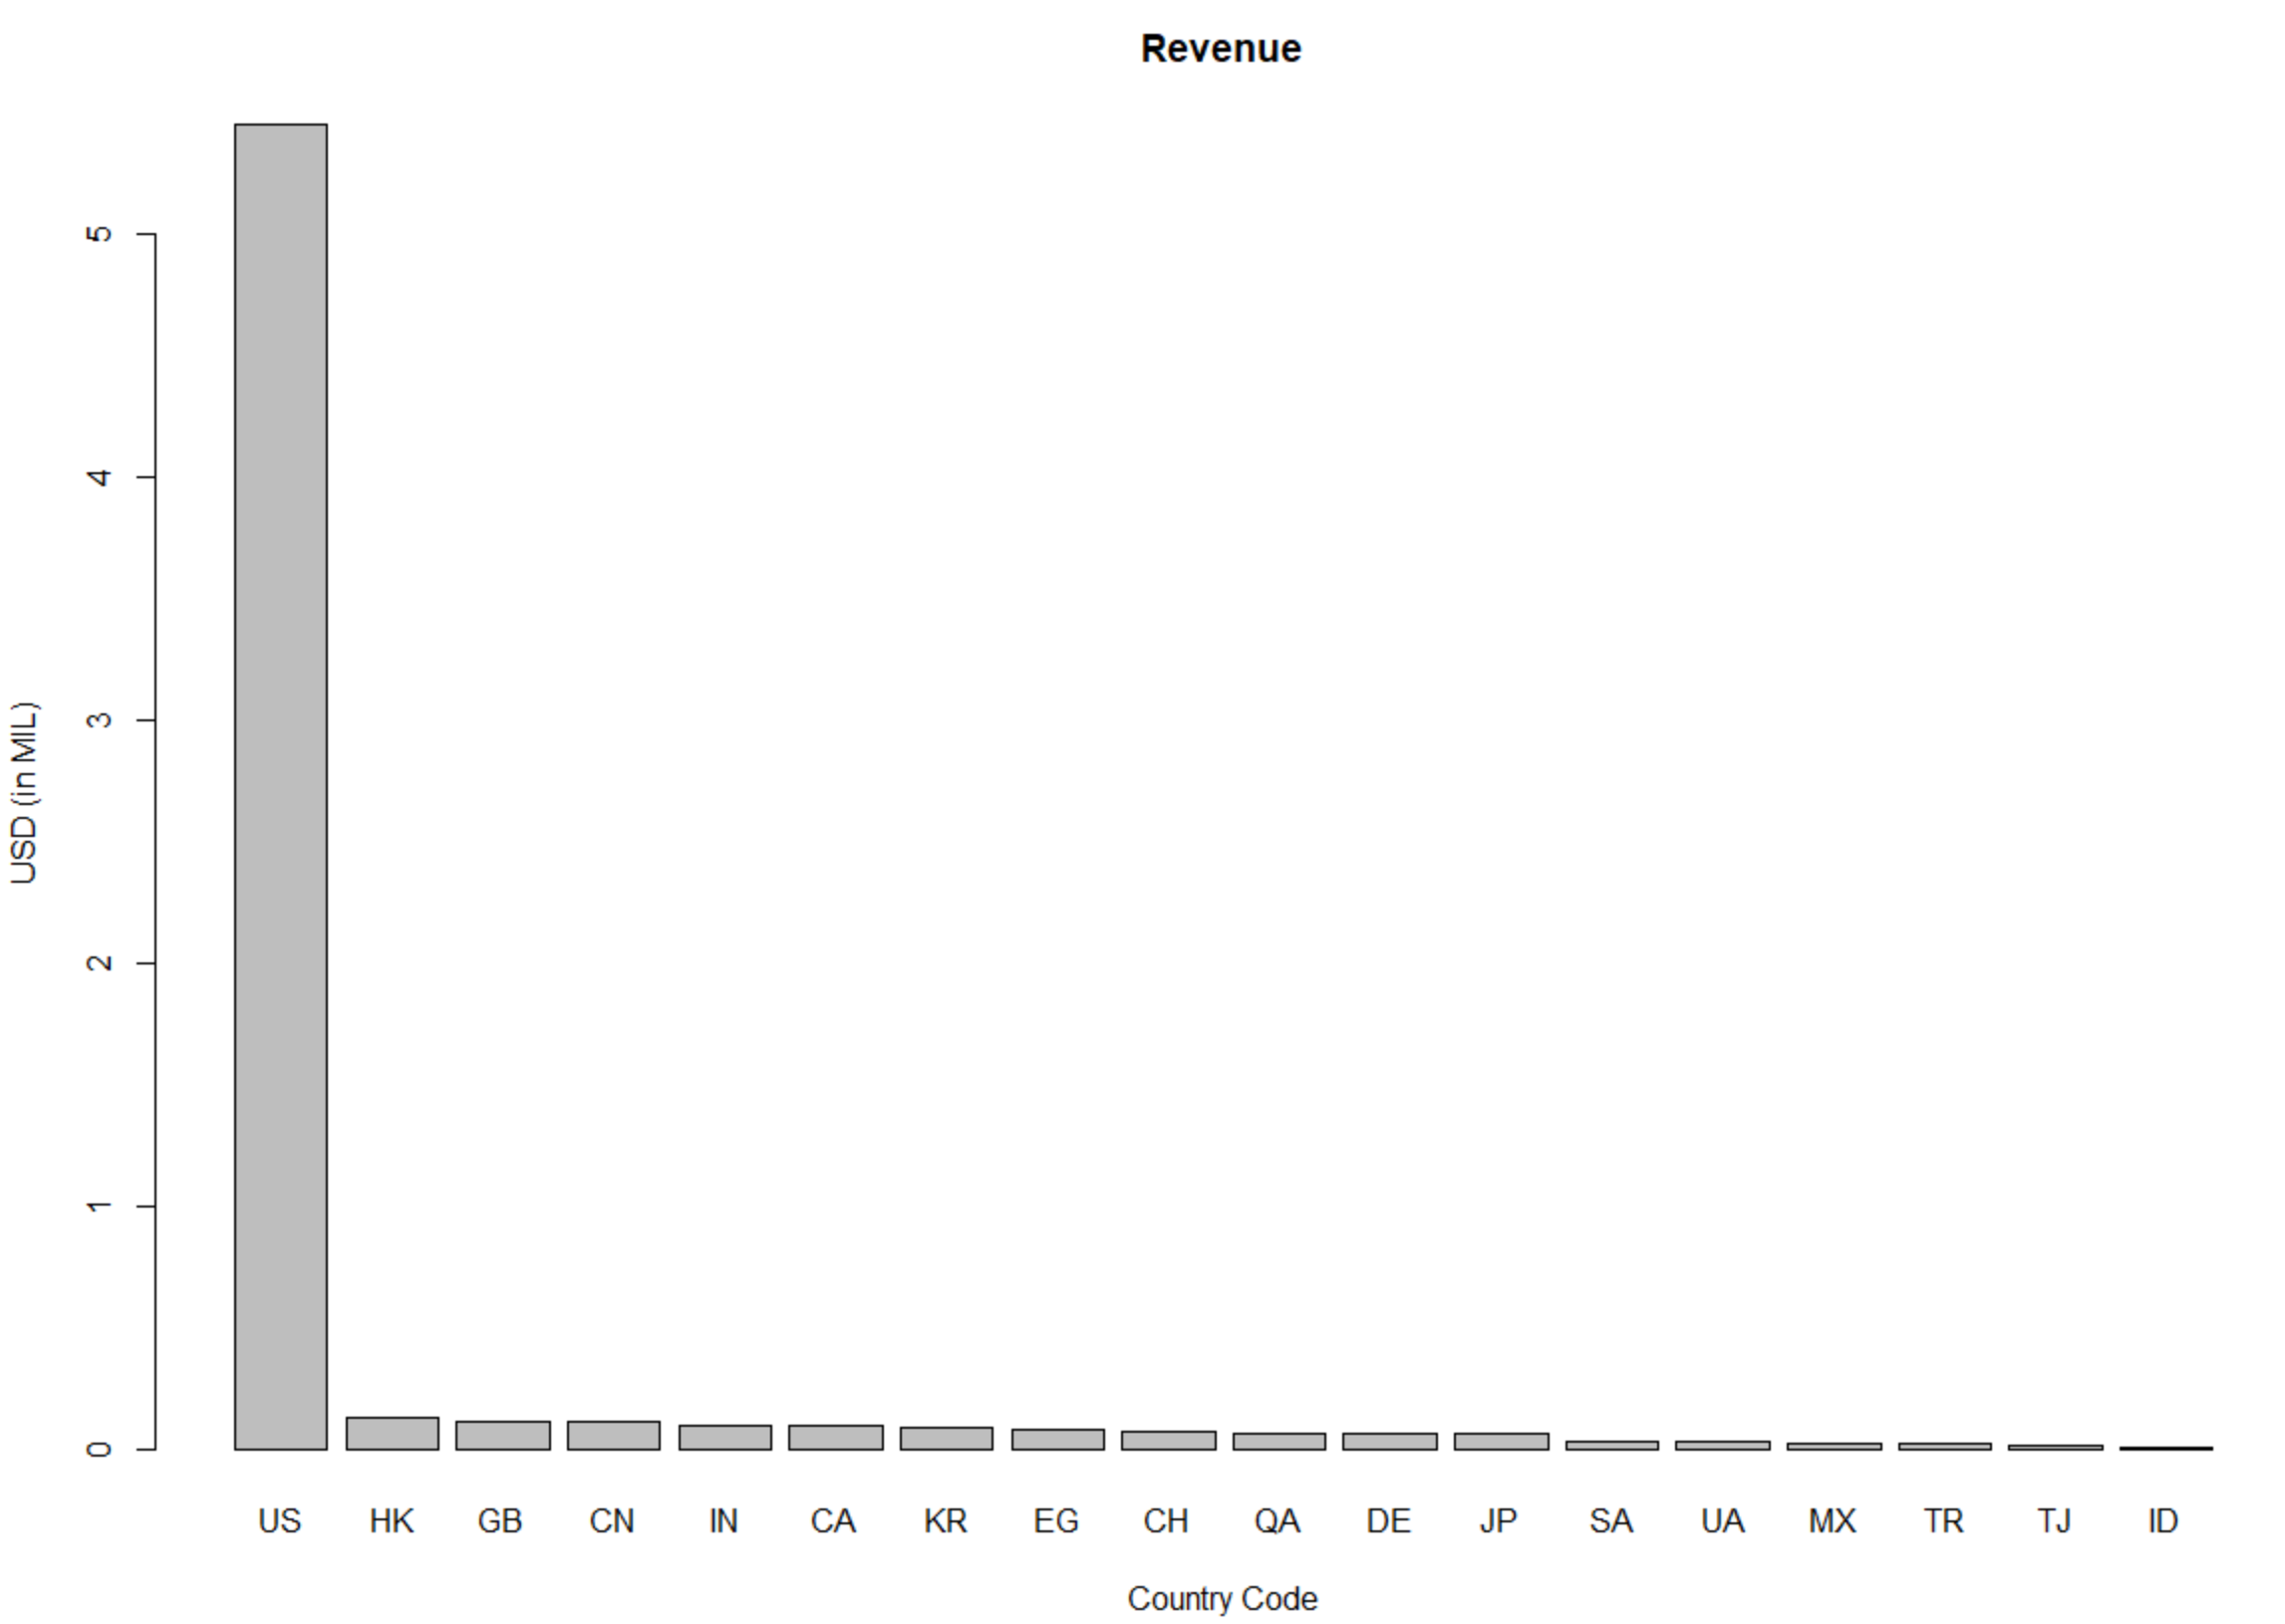 Revenue
USD (in MIL)
5
4
3
2
1
0
US HK GB CN IN CA KR EG CH QA DE JP SA UA MX TR TJ ID
Country Code